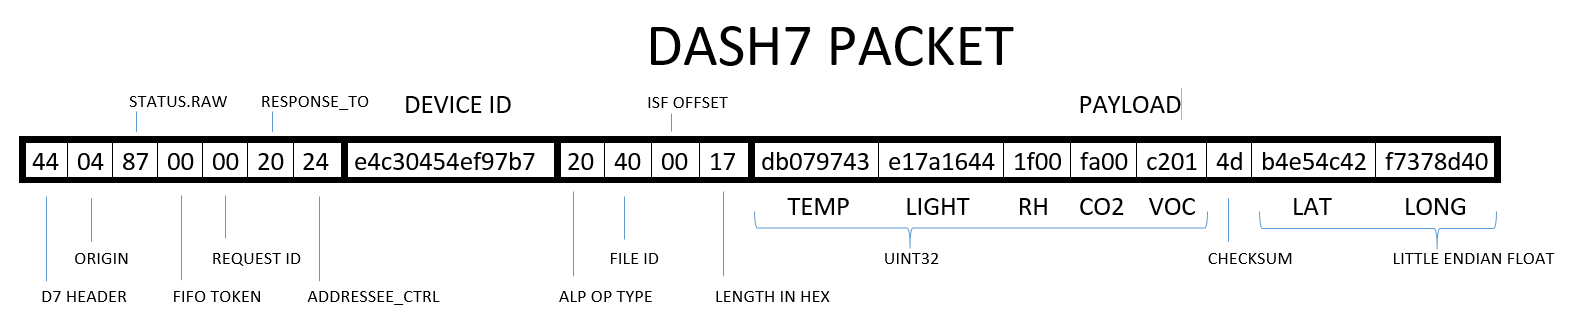 DASH7 PACKET
STATUS.RAW RESPONSE_TO DEVICE ID ISF OFFSET PAYLOAD
44 04 87 00 00 20 24 e4c30454ef97b7 20 40 00 17 db079743 e17a1644 1f00 fa00 c201 4d b4e54c42 f7378d40
TEMP LIGHT RH CO2 VOC LAT LONG
ORIGIN REQUEST ID FILE ID UINT32 CHECKSUM LITTLE ENDIAN FLOAT
D7 HEADER FIFO TOKEN ADDRESSEE_CTRL ALP OP TYPE LENGTH IN HEX